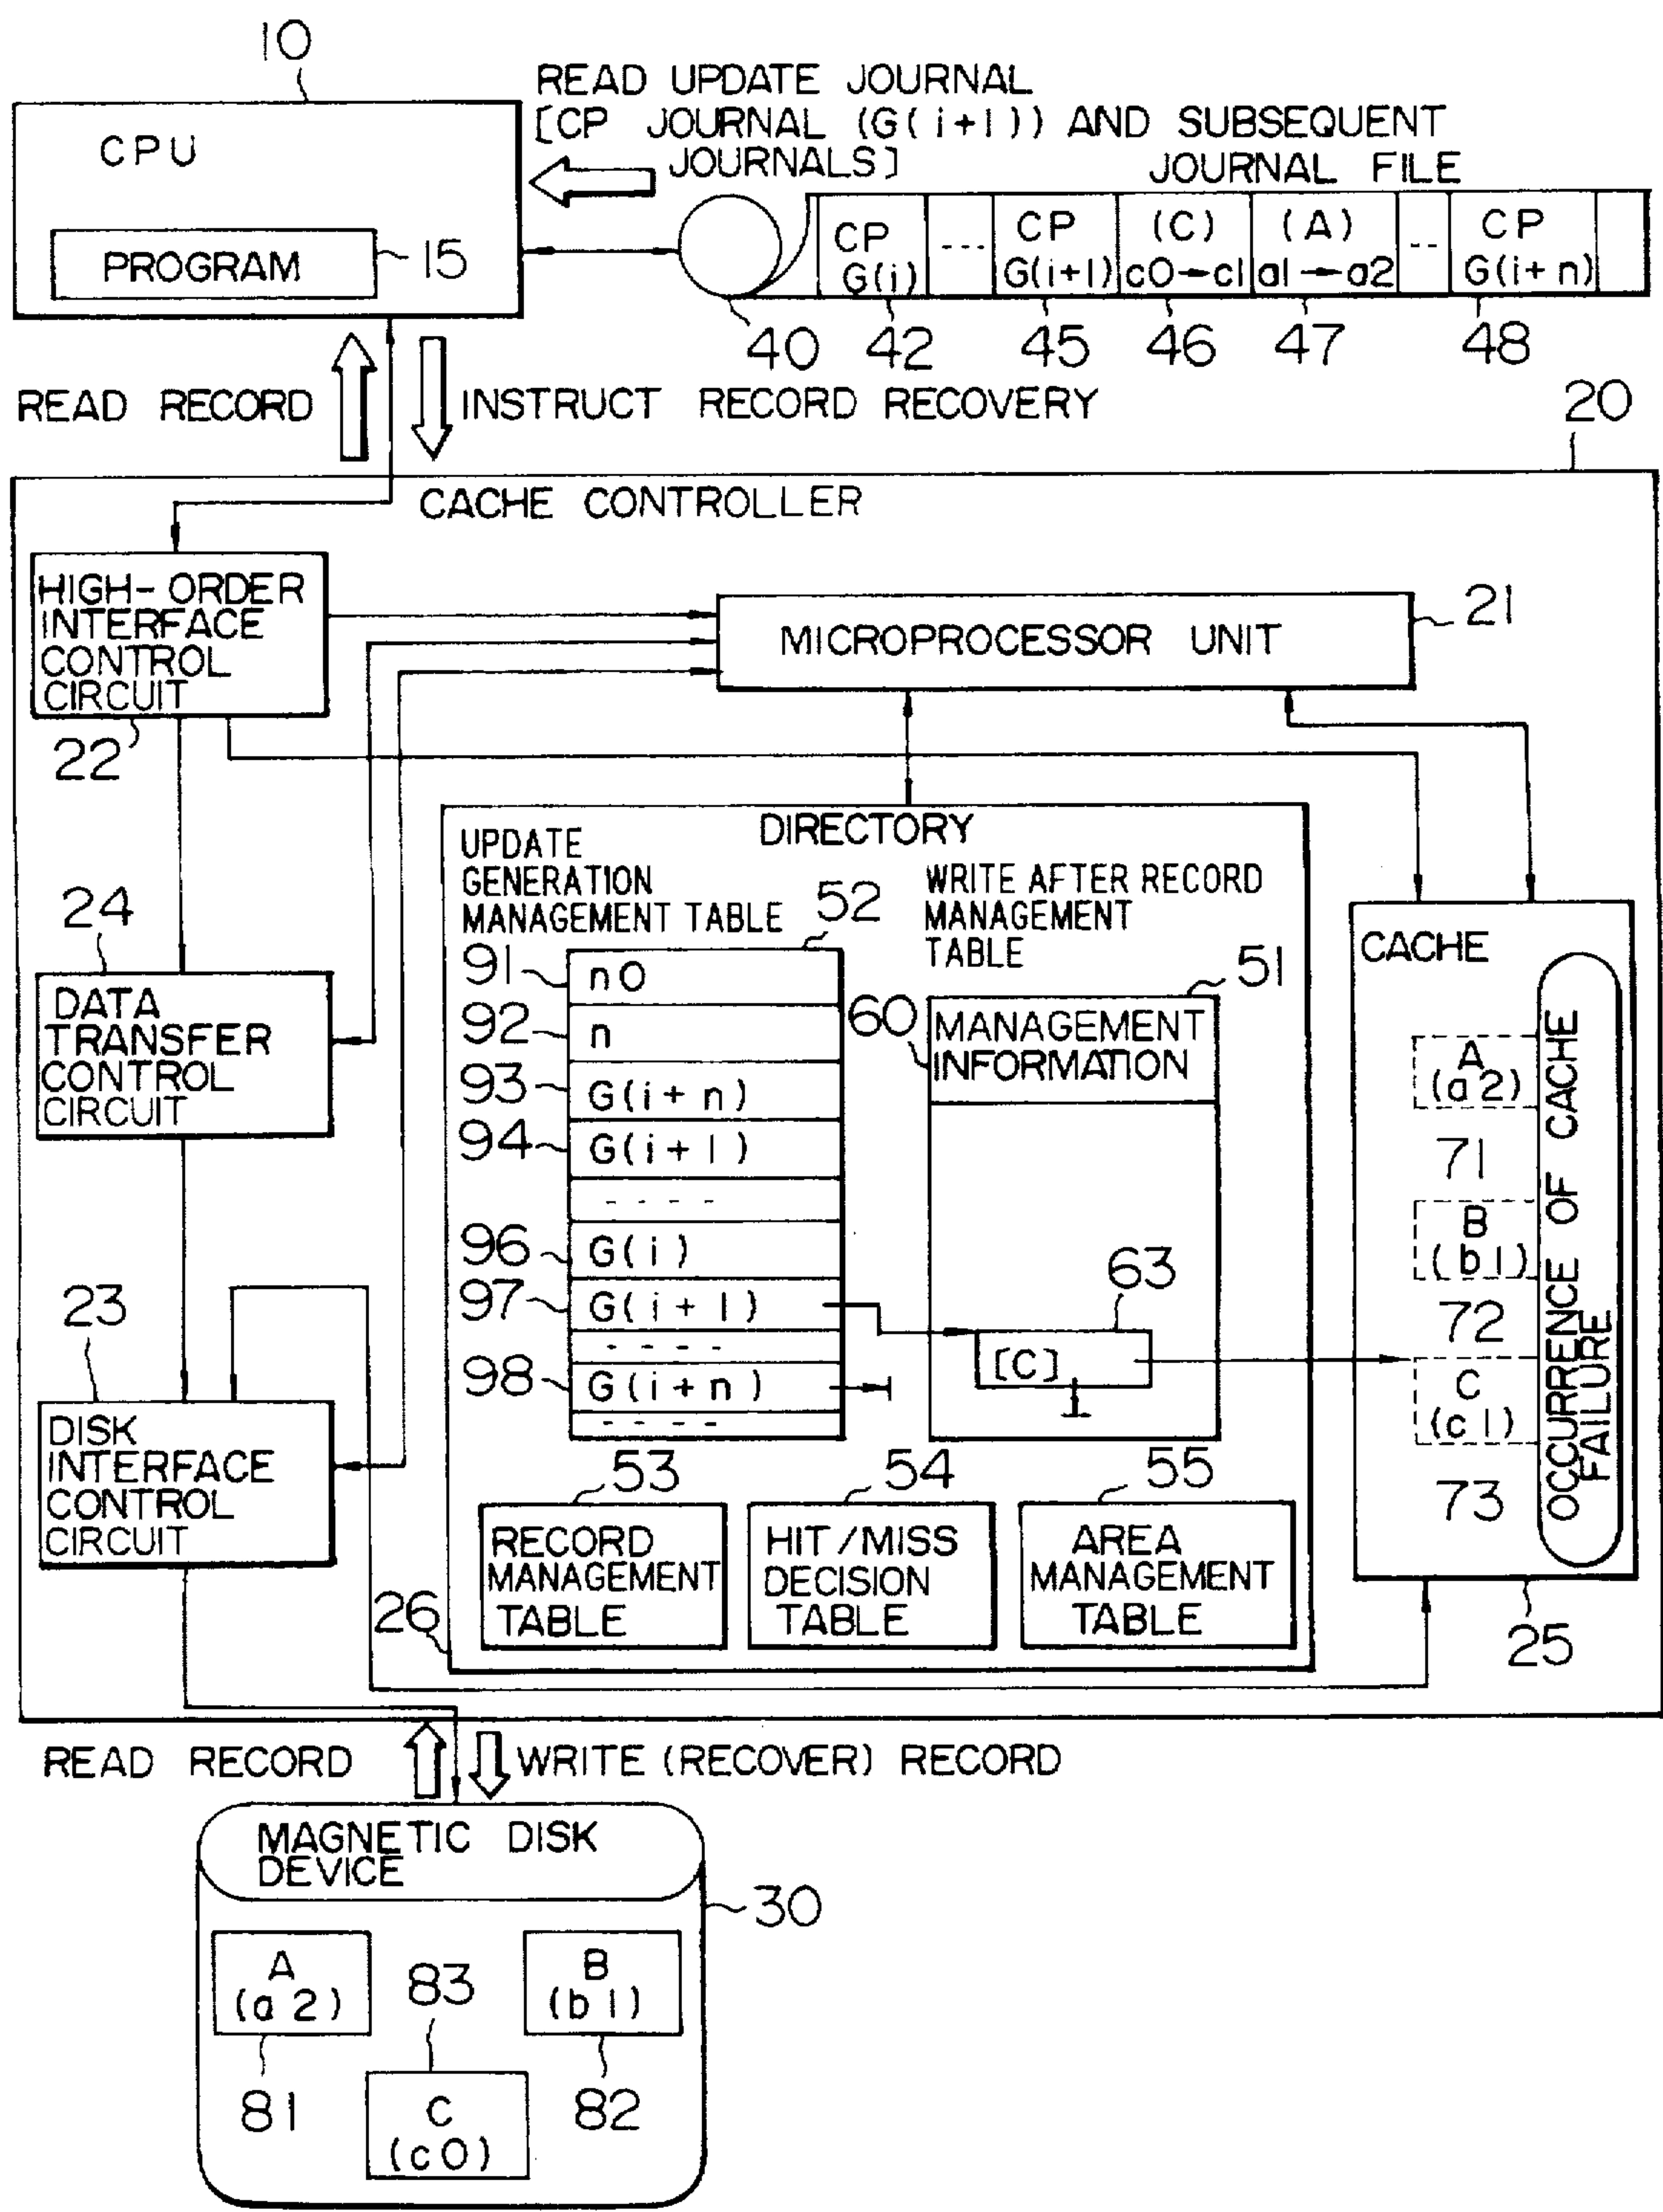 10
READ UPDATE JOURNAL
[CP JOURNAL (G(i+1)) AND SUBSEQUENT
JOURNALS]
JOURNAL FILE
CPU
PROGRAM
15
CP
G(i)
---
CP
G(i+1)
(C)
c0→c1
(A)
a1→a2
--
CP
G(i+n)
40
42
45
46
47
48
READ RECORD
INSTRUCT RECORD RECOVERY
20
CACHE CONTROLLER
HIGH-ORDER
INTERFACE
CONTROL
CIRCUIT
22
MICROPROCESSOR UNIT
21
DIRECTORY
UPDATE
GENERATION
MANAGEMENT TABLE
52
WRITE AFTER RECORD
MANAGEMENT
TABLE
51
24
DATA
TRANSFER
CONTROL
CIRCUIT
91
n0
92
n
93
G(i+n)
94
G(i+1)
----
96
G(i)
97
G(i+1)
----
98
G(i+n)
----
60
MANAGEMENT
INFORMATION
63
[C]
CACHE
A
(a2)
71
B
(b1)
72
C
(c1)
73
OCCURRENCE OF CACHE
FAILURE
25
23
DISK
INTERFACE
CONTROL
CIRCUIT
53
RECORD
MANAGEMENT
TABLE
54
HIT/MISS
DECISION
TABLE
55
AREA
MANAGEMENT
TABLE
26
READ RECORD
WRITE (RECOVER) RECORD
MAGNETIC DISK
DEVICE
30
A
(a2)
81
83
B
(b1)
82
C
(c0)